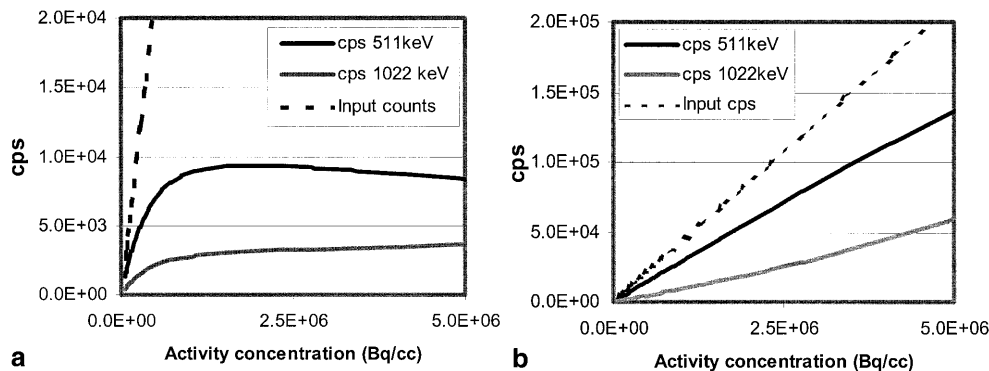 2.0E+04
1.5E+04
1.0E+04
5.0E+03
0.0E+00
cps
cps 511keV
cps 1022 keV
Input counts
0.0E+00 2.5E+06 5.0E+06
Activity concentration (Bq/cc)
a
2.0E+05
1.5E+05
1.0E+05
5.0E+04
0.0E+00
cps
cps 511keV
cps 1022keV
Input cps
0.0E+00 2.5E+06 5.0E+06
Activity concentration (Bq/cc)
b